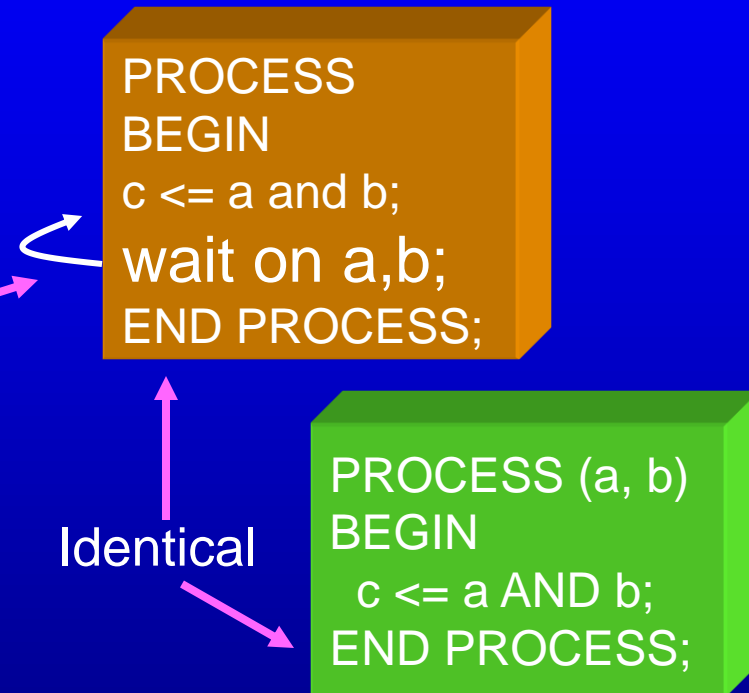 PROCESS
BEGIN
c <= a and b;
wait on a,b;
END PROCESS;
Identical
PROCESS (a, b)
BEGIN
c <= a AND b;
END PROCESS;